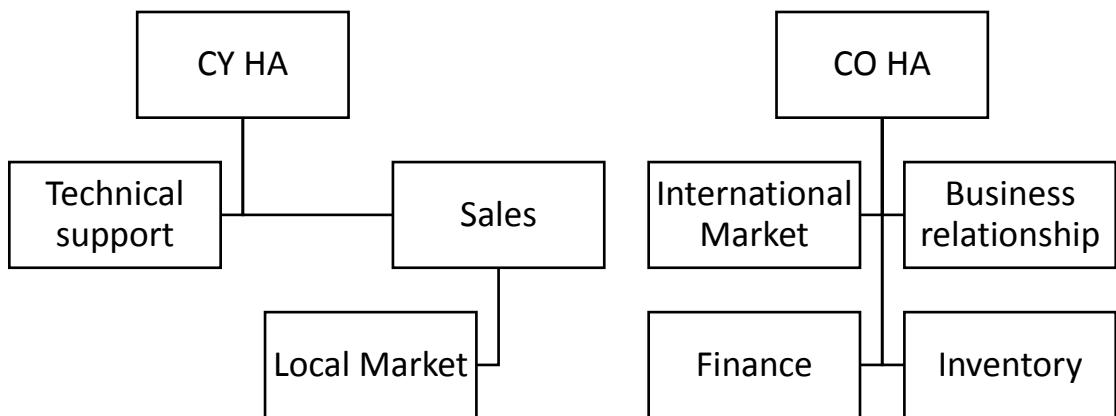 CY HA
CO HA
Technical
support
Sales
International
Market
Business
relationship
Local Market
Finance
Inventory